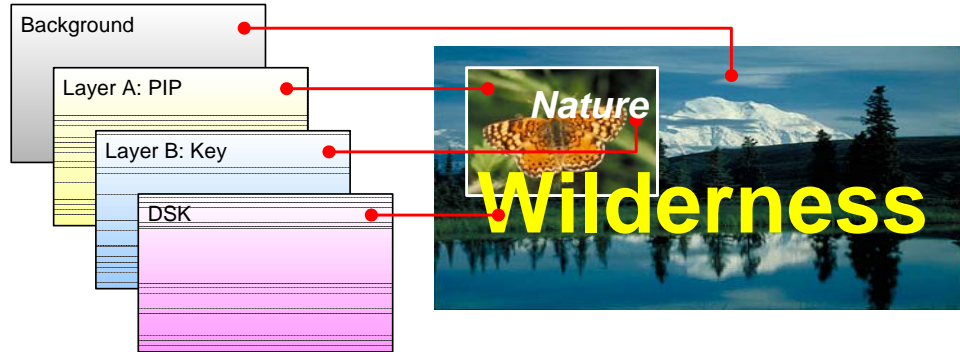 Background
Layer A: PIP
Layer B: Key
DSK
Nature
Wilderness